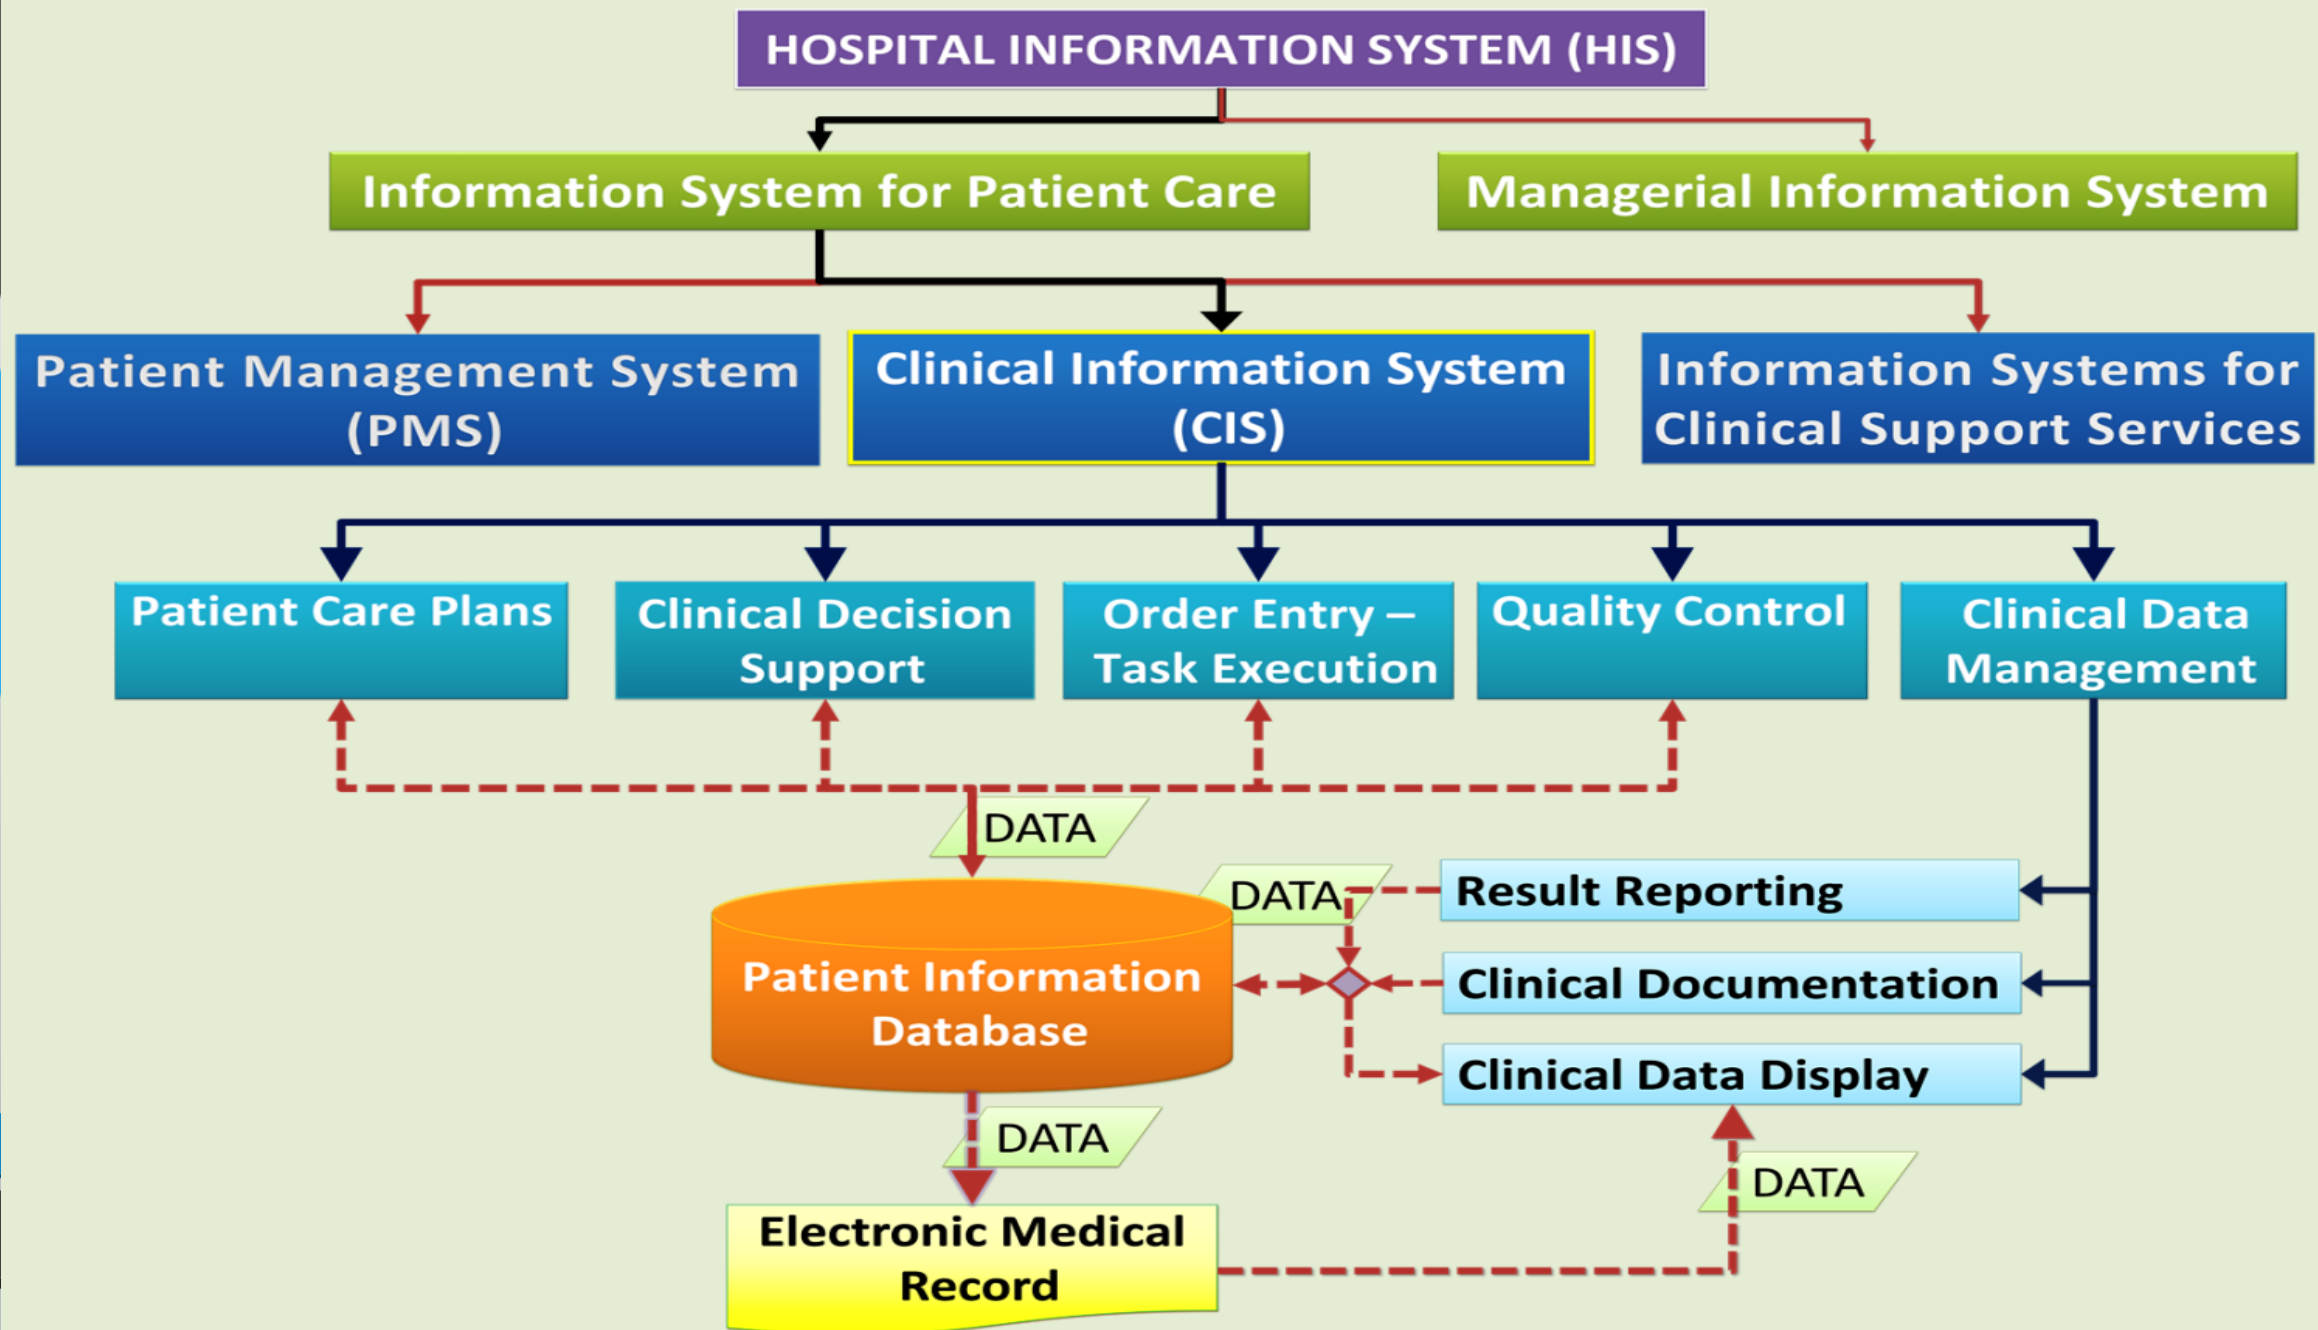 HOSPITAL INFORMATION SYSTEM (HIS)
Information System for Patient Care
Managerial Information System
Patient Management System
(PMS)
Clinical Information System
(CIS)
Information Systems for
Clinical Support Services
Patient Care Plans
Clinical Decision
Support
Order Entry –
Task Execution
Quality Control
Clinical Data
Management
DATA
DATA
Result Reporting
Patient Information
Database
Clinical Documentation
Clinical Data Display
DATA
DATA
Electronic Medical
Record